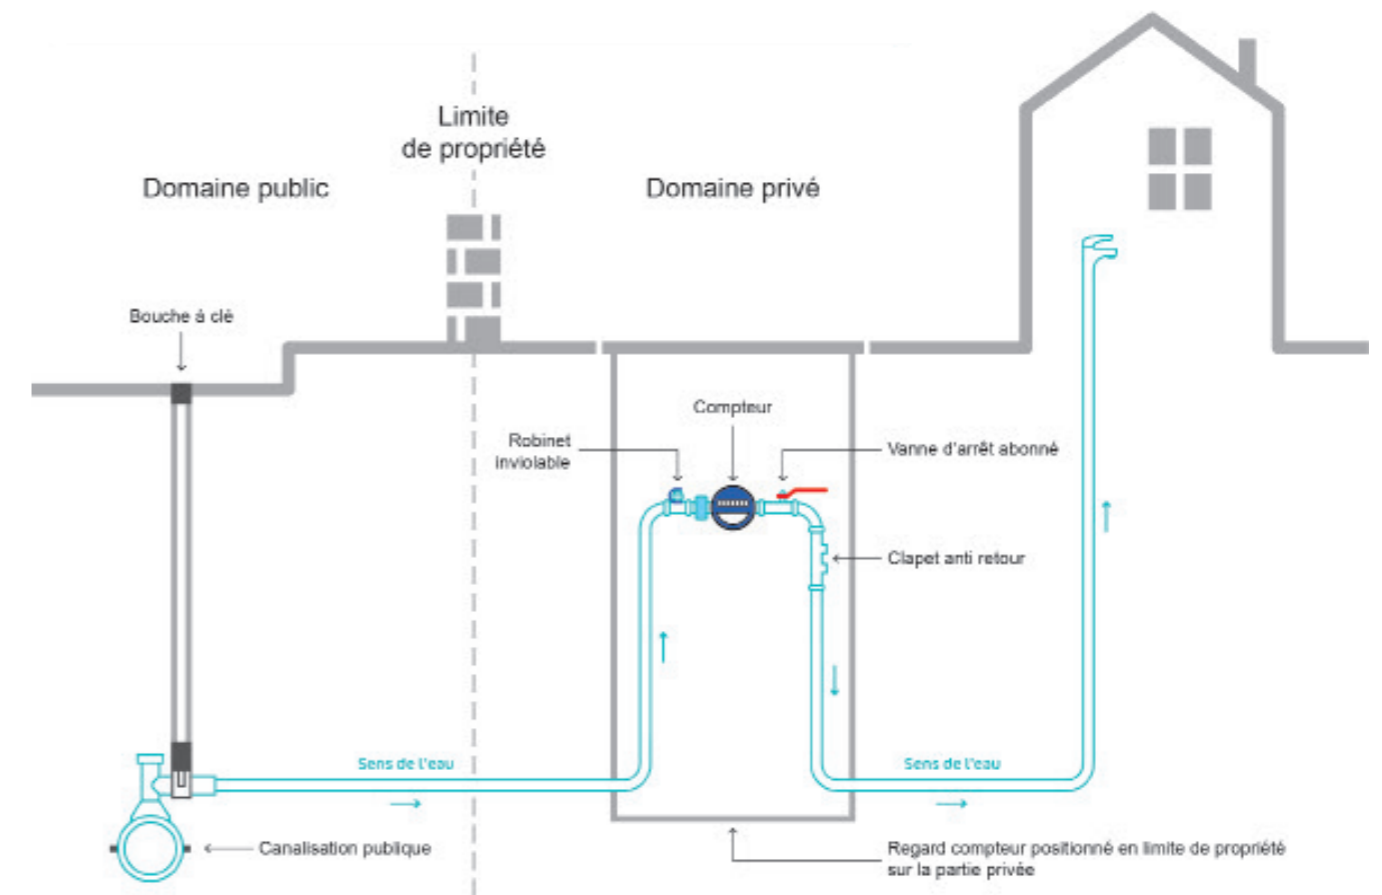 Limite
de propriété
Domaine public
Domaine privé
Bouche à clé
Compteur
Robinet
inviolable
Vanne d'arrêt abonné
Clapet anti retour
Sens de l'eau
Sens de l'eau
Canalisation publique
Regard compteur positionné en limite de propriété
sur la partie privée